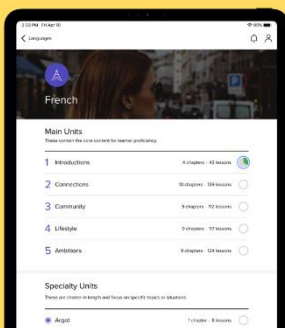 2:33 PM Fri Apr 10
90%
Languages
French
Main Units
These contain the core content for learner proficiency.
1 Introductions 4 chapters · 43 lessons
2 Connections 10 chapters · 139 lessons
3 Community 9 chapters · 112 lessons
4 Lifestyle 9 chapters · 117 lessons
5 Ambitions 9 chapters · 124 lessons
Specialty Units
These are shorter in length and focus on specific topics or situations
Argot 1 chapter · 8 lessons